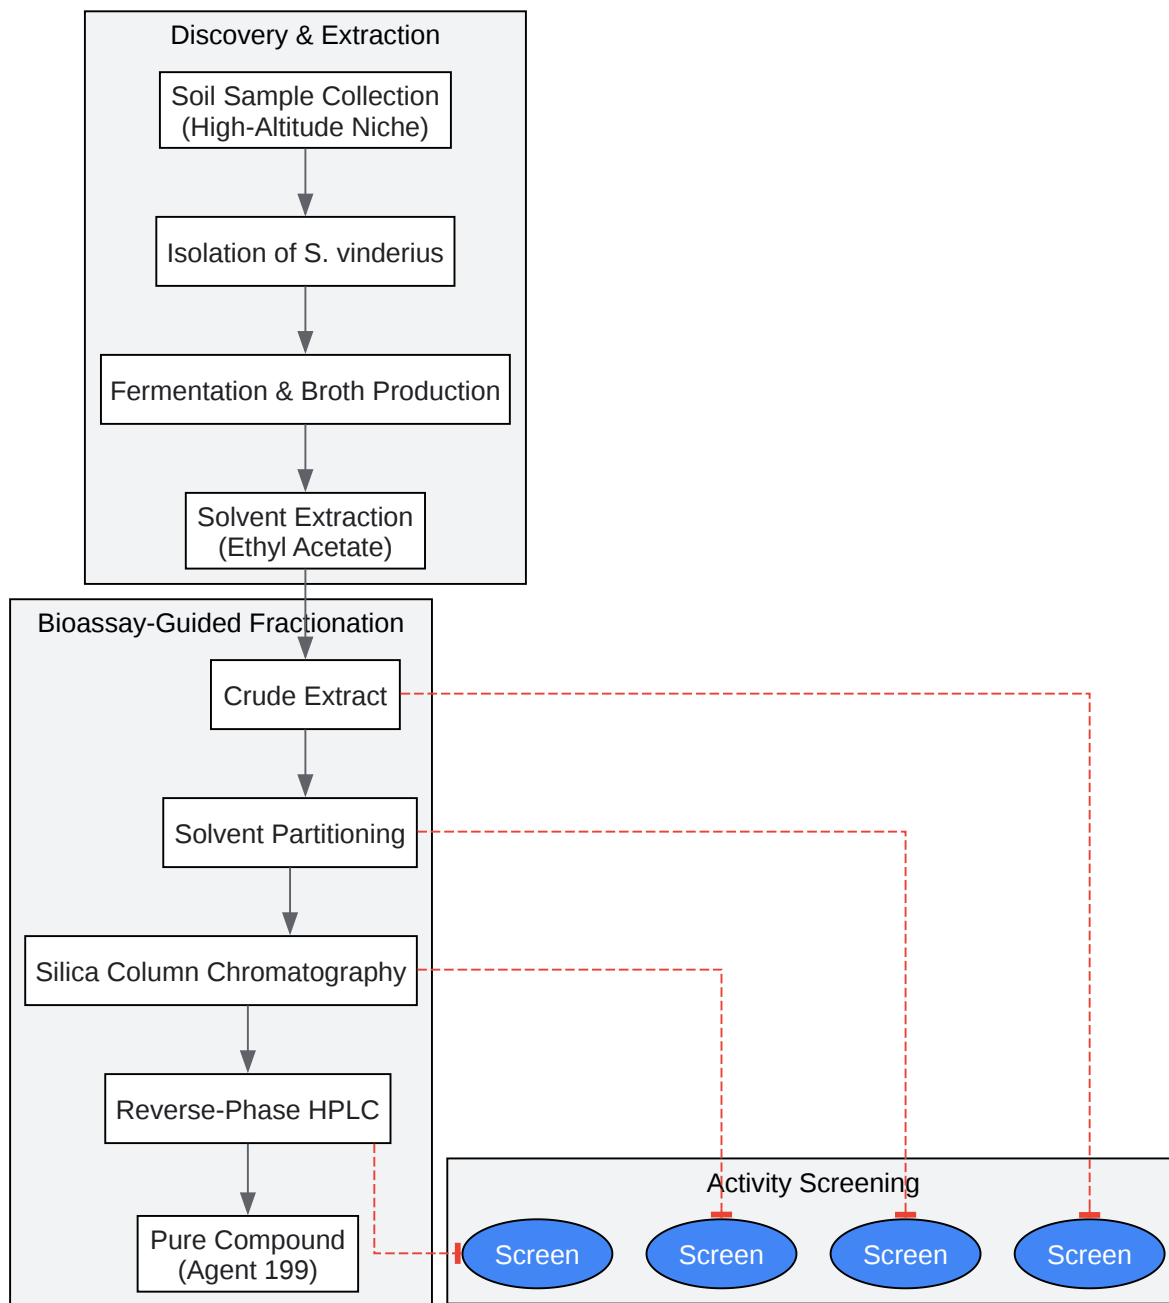 Discovery & Extraction
Soil Sample Collection
(High-Altitude Niche)
Isolation of S. vinderius
Fermentation & Broth Production
Solvent Extraction
(Ethyl Acetate)
Bioassay-Guided Fractionation
Crude Extract
Solvent Partitioning
Silica Column Chromatography
Reverse-Phase HPLC
Pure Compound
(Agent 199)
Activity Screening
Screen
Screen
Screen
Screen